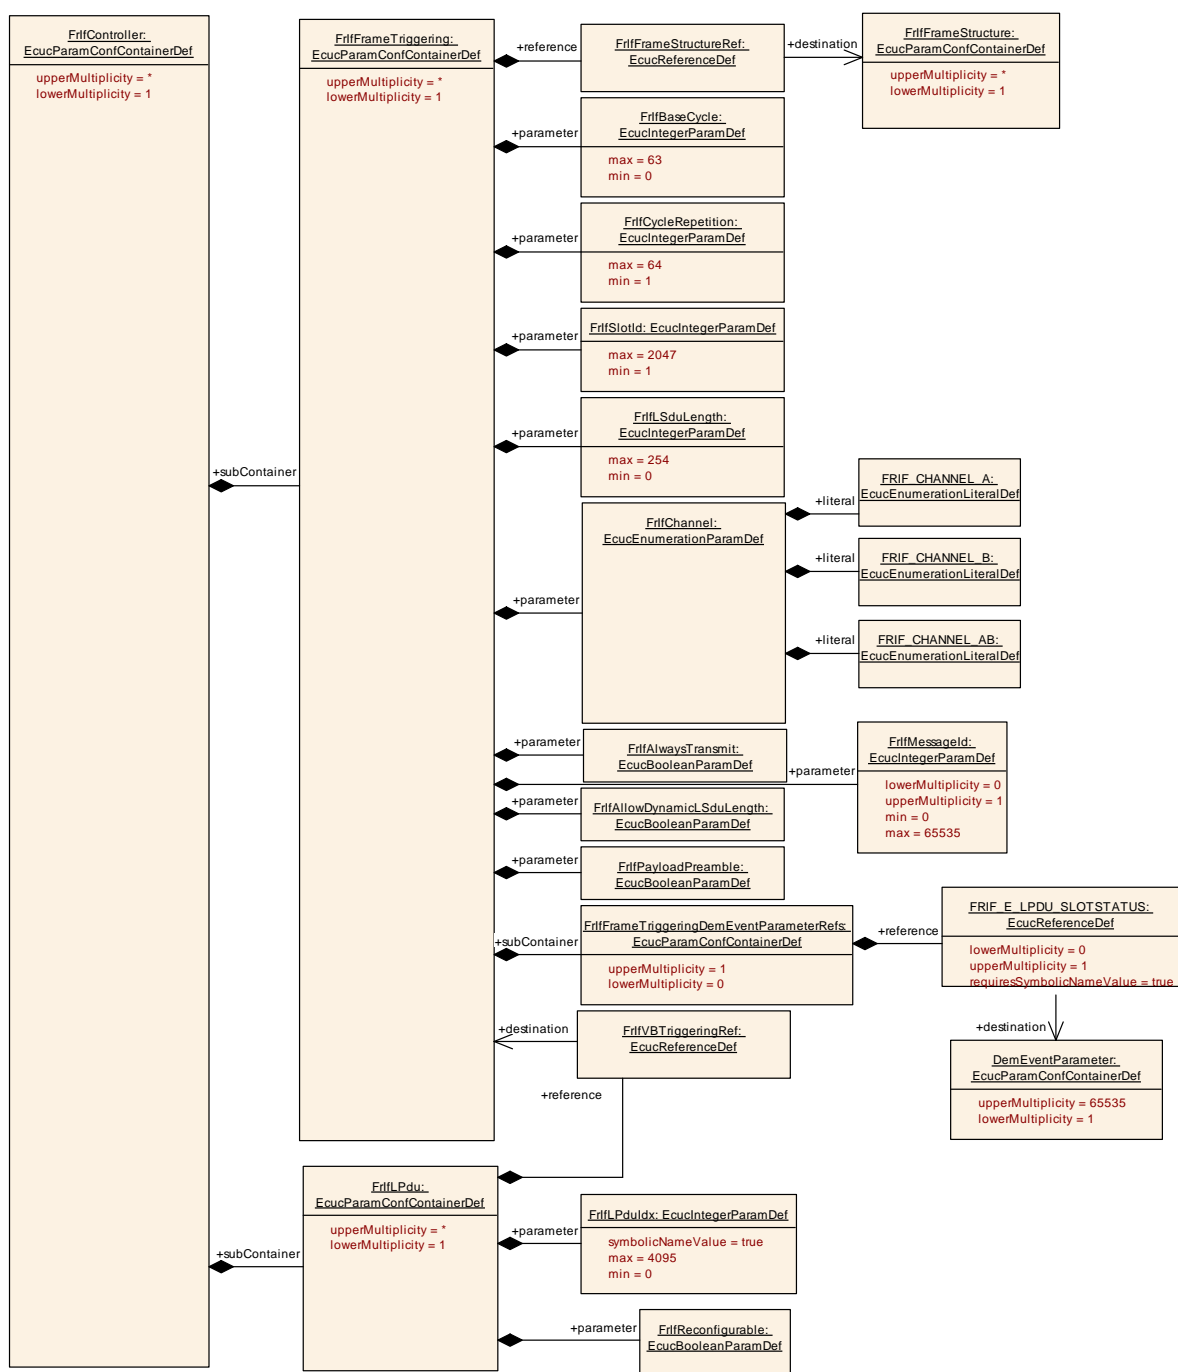 FrIfController:
EcucParamConfContainerDef
upperMultiplicity = *
lowerMultiplicity = 1
+subContainer
FrIfFrameTriggering:
EcucParamConfContainerDef
upperMultiplicity = *
lowerMultiplicity = 1
+reference
FrIfFrameStructureRef:
EcucReferenceDef
+destination
FrIfFrameStructure:
EcucParamConfContainerDef
upperMultiplicity = *
lowerMultiplicity = 1
+parameter
FrIfBaseCycle:
EcucIntegerParamDef
max = 63
min = 0
+parameter
FrIfCycleRepetition:
EcucIntegerParamDef
max = 64
min = 1
+parameter
FrIfSlotId: EcucIntegerParamDef
max = 2047
min = 1
+parameter
FrIfLSduLength:
EcucIntegerParamDef
max = 254
min = 0
+parameter
FrIfChannel:
EcucEnumerationParamDef
+literal
FRIF_CHANNEL_A:
EcucEnumerationLiteralDef
+literal
FRIF_CHANNEL_B:
EcucEnumerationLiteralDef
+literal
FRIF_CHANNEL_AB:
EcucEnumerationLiteralDef
+parameter
FrIfAlwaysTransmit:
EcucBooleanParamDef
+parameter
FrIfMessageId:
EcucIntegerParamDef
lowerMultiplicity = 0
upperMultiplicity = 1
min = 0
max = 65535
+parameter
FrIfAllowDynamicLSduLength:
EcucBooleanParamDef
+parameter
FrIfPayloadPreamble:
EcucBooleanParamDef
+subContainer
FrIfFrameTriggeringDemEventParameterRefs:
EcucParamConfContainerDef
upperMultiplicity = 1
lowerMultiplicity = 0
+reference
FRIF_E_LPDU_SLOTSTATUS:
EcucReferenceDef
lowerMultiplicity = 0
upperMultiplicity = 1
requiresSymbolicNameValue = true
+destination
DemEventParameter:
EcucParamConfContainerDef
upperMultiplicity = 65535
lowerMultiplicity = 1
+destination
FrIfVBTriggeringRef:
EcucReferenceDef
+reference
+subContainer
FrIfLPdu:
EcucParamConfContainerDef
upperMultiplicity = *
lowerMultiplicity = 1
+parameter
FrIfLPduIdx: EcucIntegerParamDef
symbolicNameValue = true
max = 4095
min = 0
+parameter
FrIfReconfigurable:
EcucBooleanParamDef